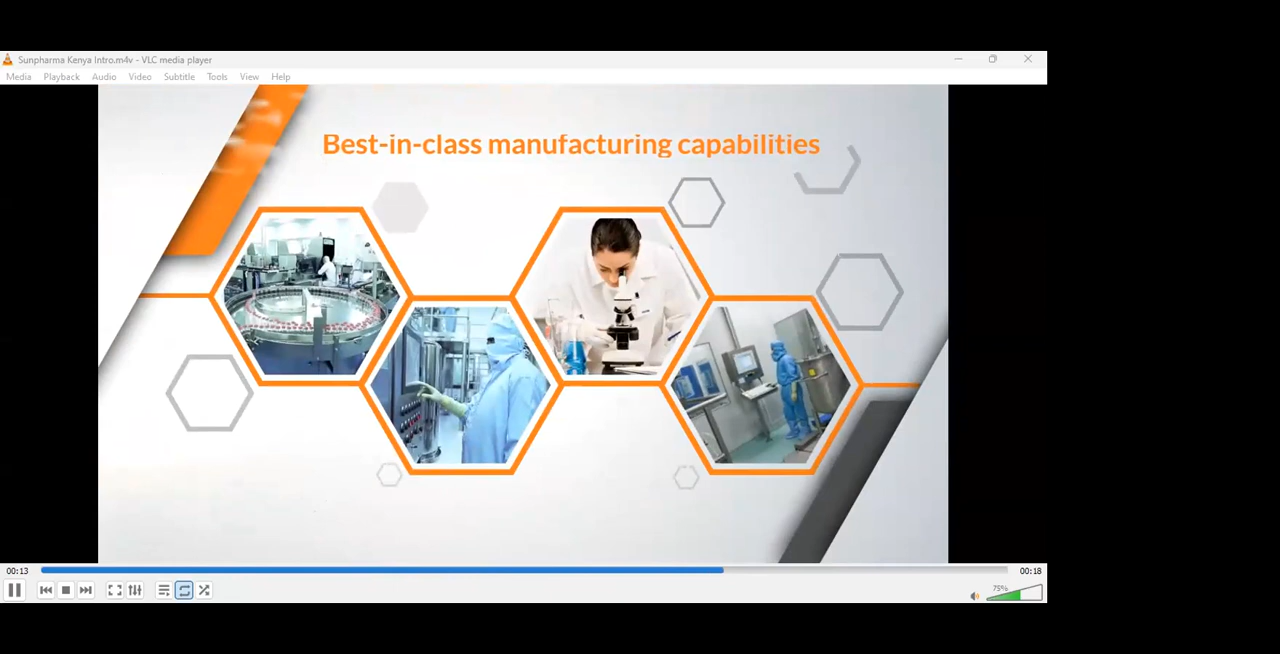 Sunpharma Kenya Intro.m4v - VLC media player
Media Playback Audio Video Subtitle Tools View Help
Best-in-class manufacturing capabilities
00:13
00:18
75%